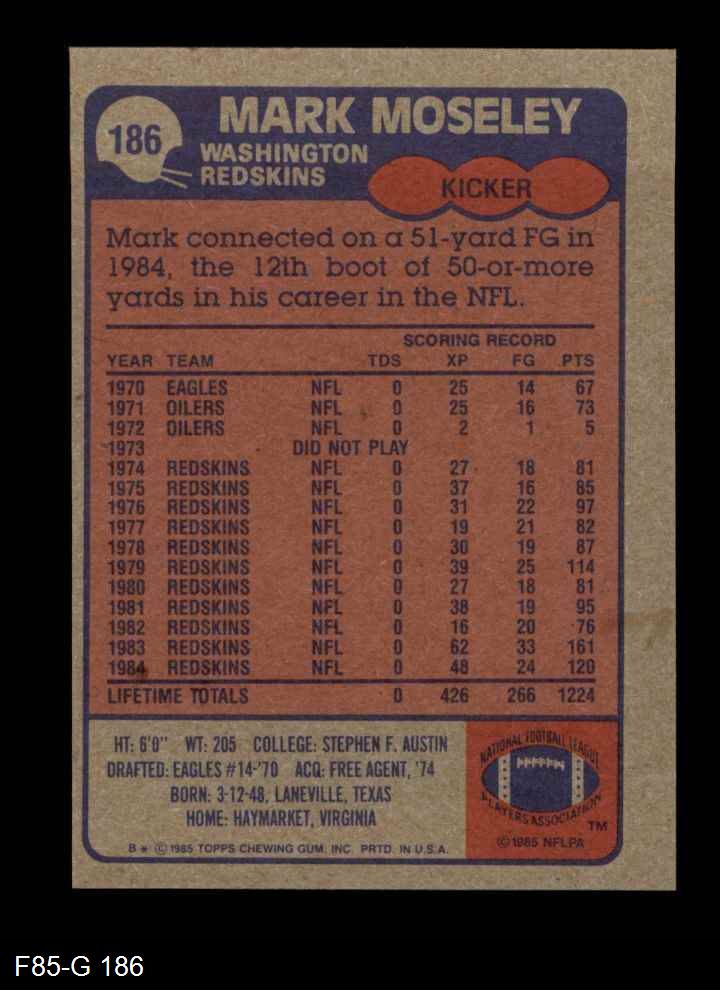 186
MARK MOSELEY
WASHINGTON
REDSKINS
KICKER
Mark connected on a 51-yard FG in
1984, the 12th boot of 50-or-more
yards in his career in the NFL.
SCORING RECORD
YEAR TEAM TDS XP FG PTS
1970 EAGLES NFL 0 25 14 67
1971 OILERS NFL 0 25 16 73
1972 OILERS NFL 0 2 1 5
1973 DID NOT PLAY
1974 REDSKINS NFL 0 27 18 81
1975 REDSKINS NFL 0 37 16 85
1976 REDSKINS NFL 0 31 22 97
1977 REDSKINS NFL 0 19 21 82
1978 REDSKINS NFL 0 30 19 87
1979 REDSKINS NFL 0 39 25 114
1980 REDSKINS NFL 0 27 18 81
1981 REDSKINS NFL 0 38 19 95
1982 REDSKINS NFL 0 16 20 76
1983 REDSKINS NFL 0 62 33 161
1984 REDSKINS NFL 0 48 24 120
LIFETIME TOTALS 0 426 266 1224
HT: 6'0" WT: 205 COLLEGE: STEPHEN F. AUSTIN
DRAFTED: EAGLES #14-'70 ACQ: FREE AGENT, '74
BORN: 3-12-48, LANEVILLE, TEXAS
HOME: HAYMARKET, VIRGINIA
B* © 1985 TOPPS CHEWING GUM, INC. PRTD. IN U.S.A.
NATIONAL FOOTBALL LEAGUE
PLAYERS ASSOCIATION
TM
© 1985 NFLPA
F85-G 186